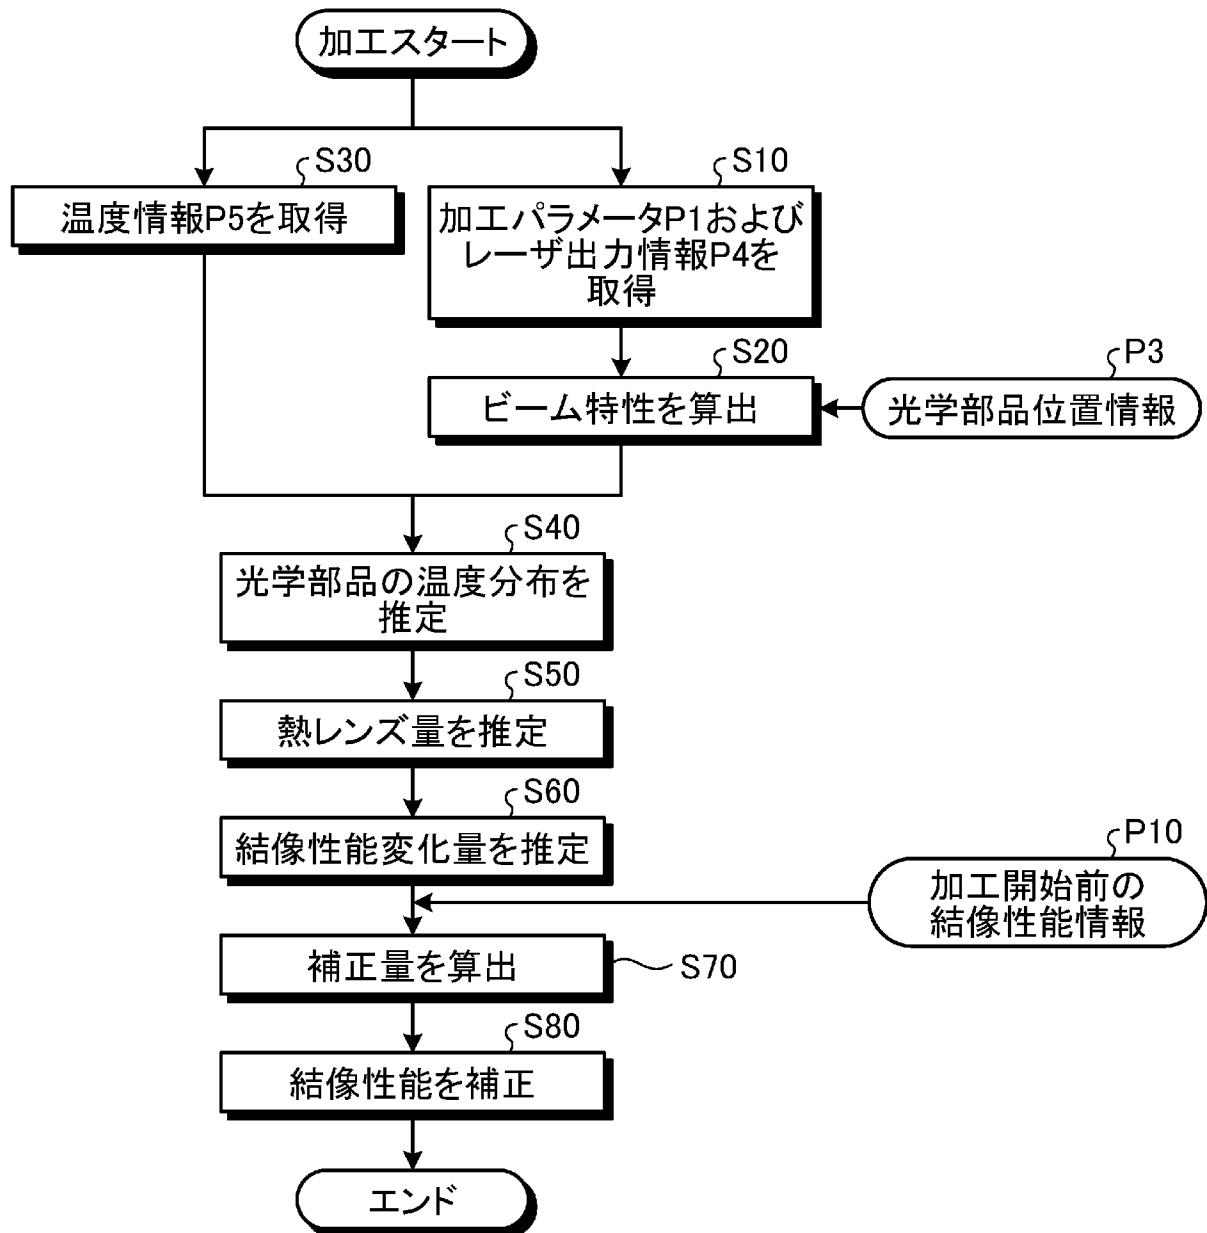 加工スタート
S30
温度情報P5を取得
S10
加工パラメータP1および
レーザ出力情報P4を
取得
S20
ビーム特性を算出
P3
光学部品位置情報
S40
光学部品の温度分布を
推定
S50
熱レンズ量を推定
S60
結像性能変化量を推定
P10
加工開始前の
結像性能情報
補正量を算出
S70
S80
結像性能を補正
エンド